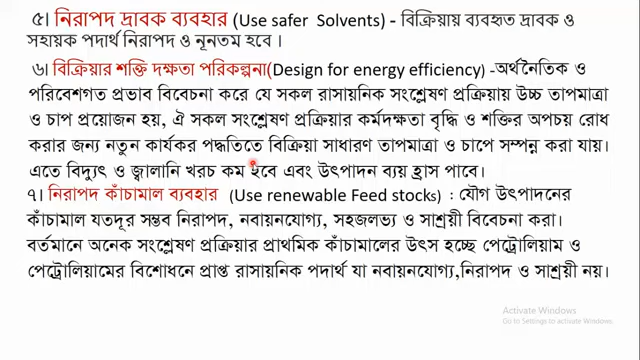 ৫। নিরাপদ দ্রাবক ব্যবহার (Use safer Solvents) - বিক্রিয়ায় ব্যবহৃত দ্রাবক ও
সহায়ক পদার্থ নিরাপদ ও নূনতম হবে ।
৬। বিক্রিয়ার শক্তি দক্ষতা পরিকল্পনা(Design for energy efficiency) -অর্থনৈতিক ও
পরিবেশগত প্রভাব বিবেচনা করে যে সকল রাসায়নিক সংশ্লেষণ প্রক্রিয়ায় উচ্চ তাপমাত্রা
ও চাপ প্রয়োজন হয়, ঐ সকল সংশ্লেষণ প্রক্রিয়ার কর্মদক্ষতা বৃদ্ধি ও শক্তির অপচয় রোধ
করার জন্য নতুন কার্যকর পদ্ধতিতে বিক্রিয়া সাধারণ তাপমাত্রা ও চাপে সম্পন্ন করা যায়।
এতে বিদ্যুৎ ও জ্বালানি খরচ কম হবে এবং উৎপাদন ব্যয় হ্রাস পাবে।
৭। নিরাপদ কাঁচামাল ব্যবহার (Use renewable Feed stocks) : যৌগ উৎপাদনের
কাঁচামাল যতদূর সম্ভব নিরাপদ, নবায়নযোগ্য, সহজলভ্য ও সাশ্রয়ী বিবেচনা করা।
বর্তমানে অনেক সংশ্লেষণ প্রক্রিয়ার প্রাথমিক কাঁচামালের উৎস হচ্ছে পেট্রোলিয়াম ও
পেট্রোলিয়ামের বিশোধনে প্রাপ্ত রাসায়নিক পদার্থ যা নবায়নযোগ্য,নিরাপদ ও সাশ্রয়ী নয়।
Activate Windows
Go to Settings to activate Windows.